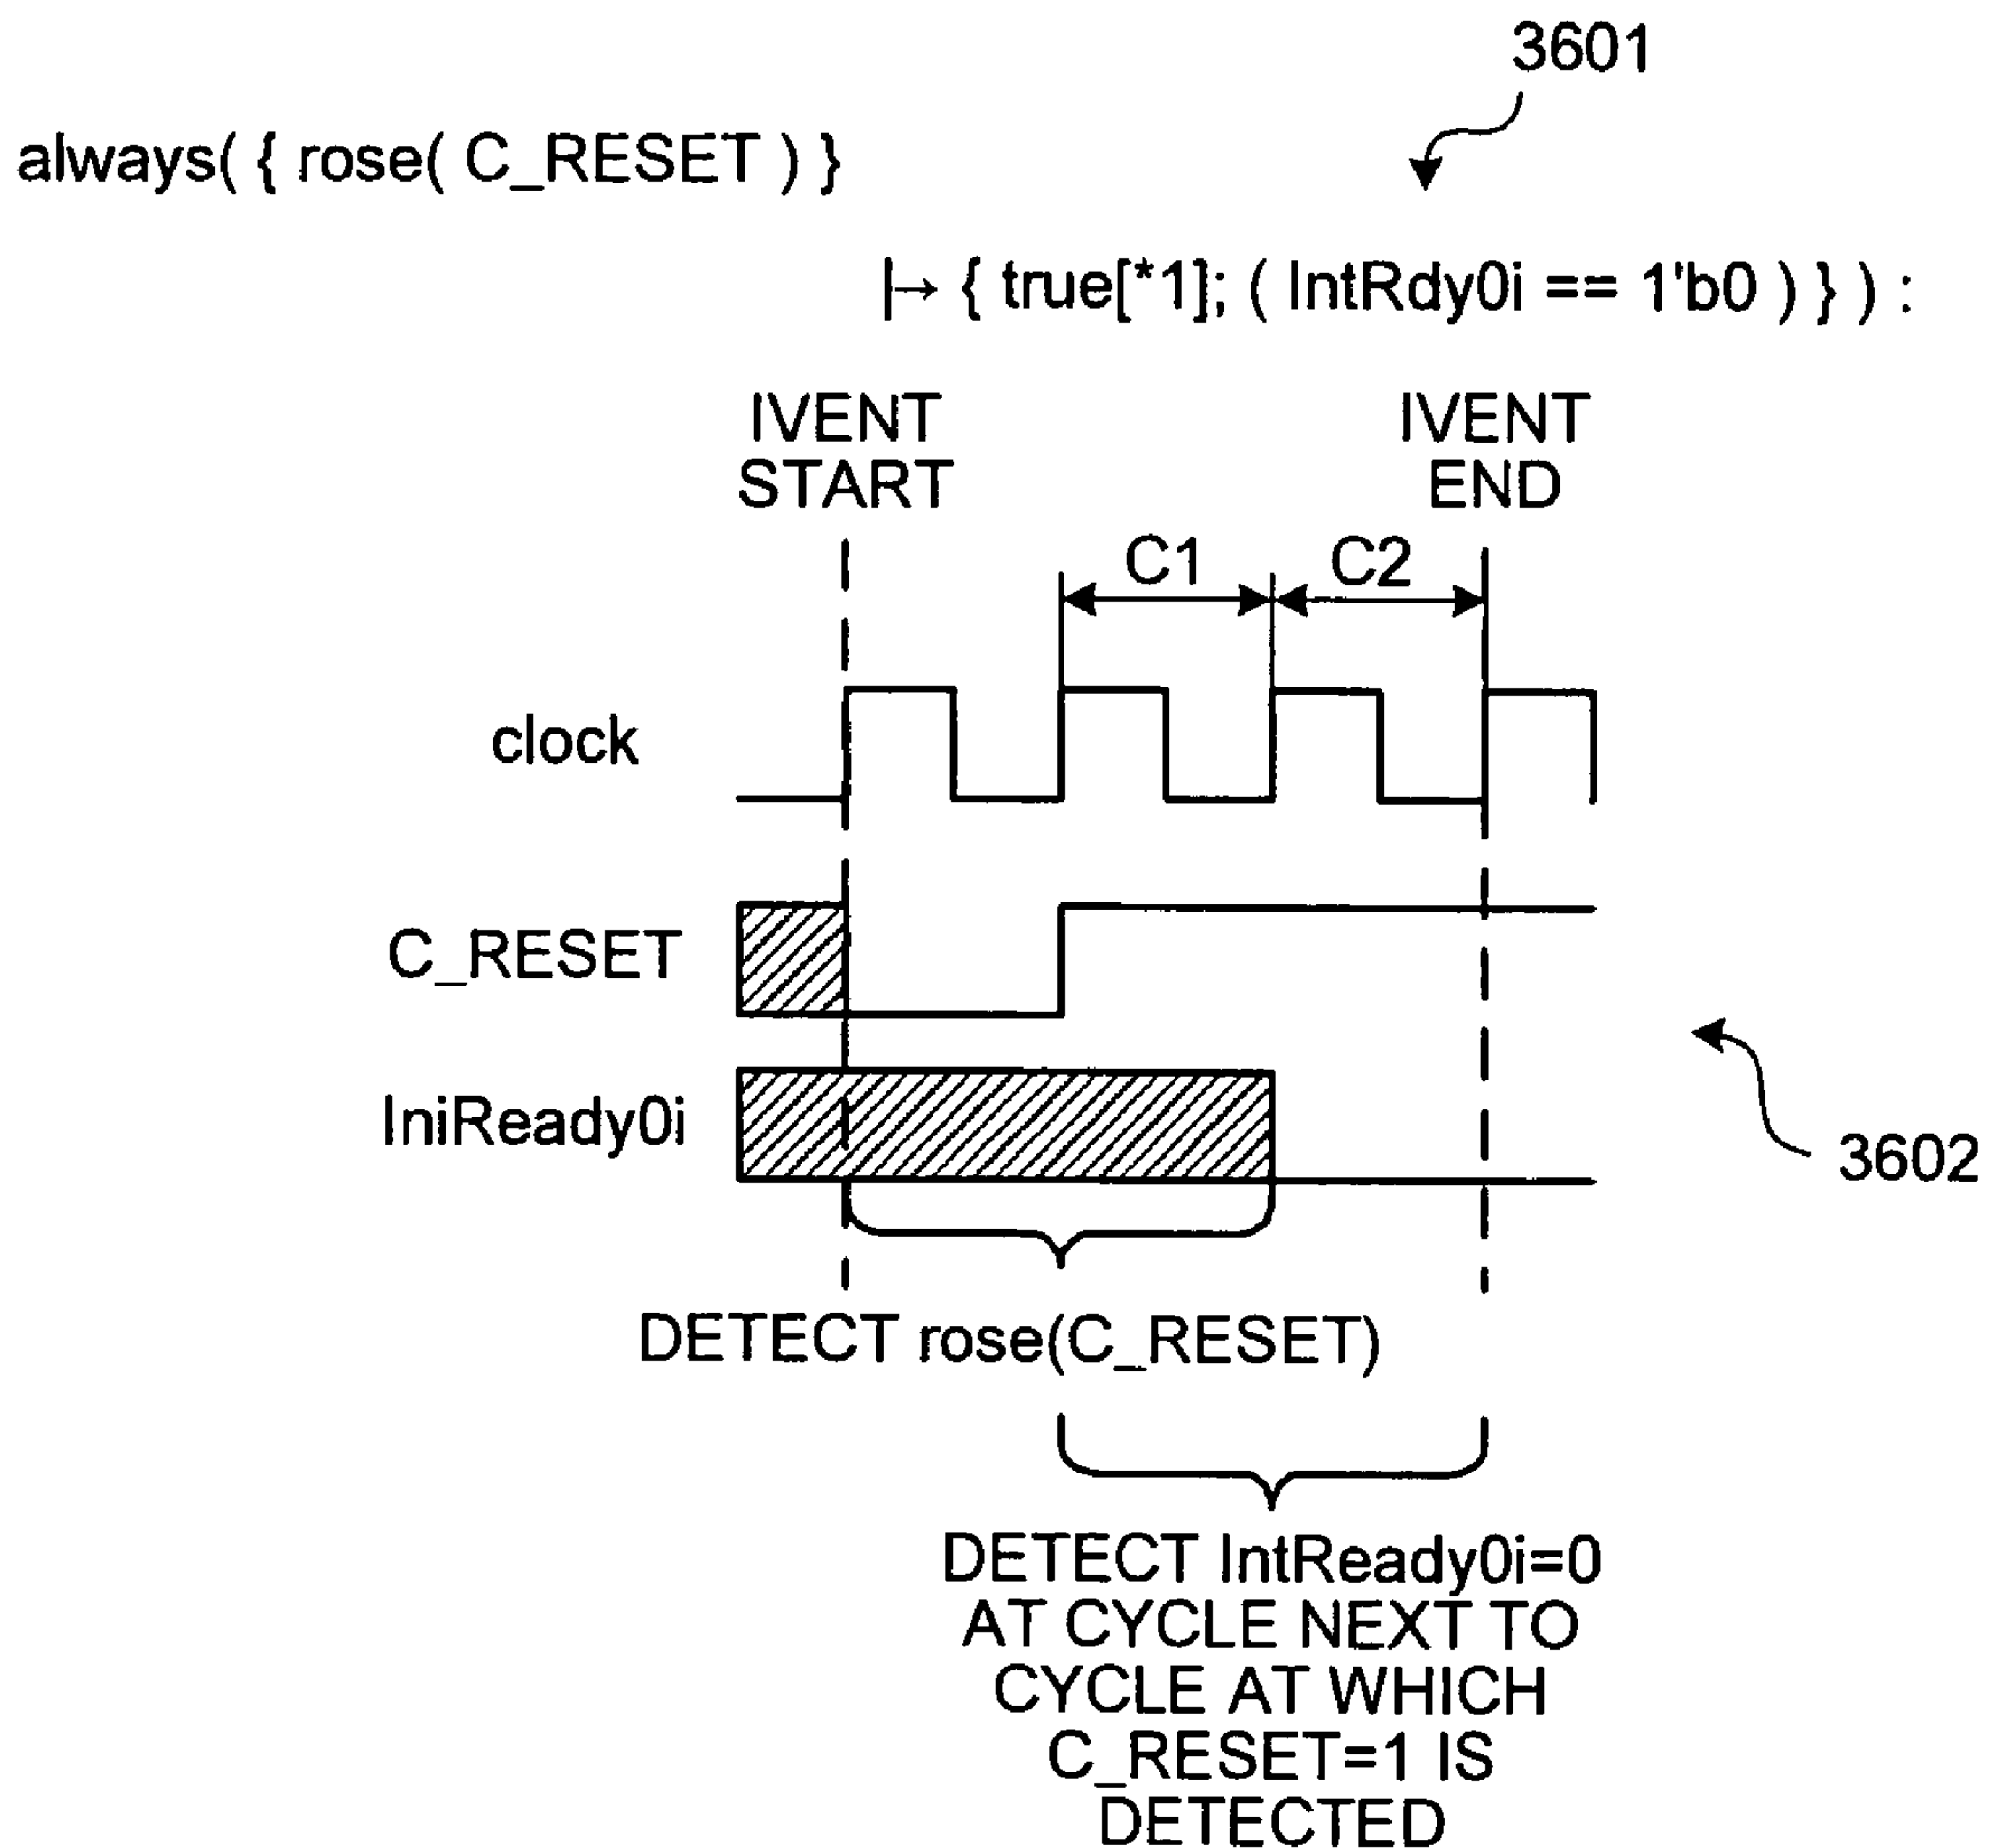 3601
always( { rose( C_RESET ) }
|→ { true[*1]; ( IntRdy0i == 1'b0 ) } ) :
IVENT
START
IVENT
END
C1
C2
clock
C_RESET
IniReady0i
3602
DETECT rose(C_RESET)
DETECT IntReady0i=0
AT CYCLE NEXT TO
CYCLE AT WHICH
C_RESET=1 IS
DETECTED